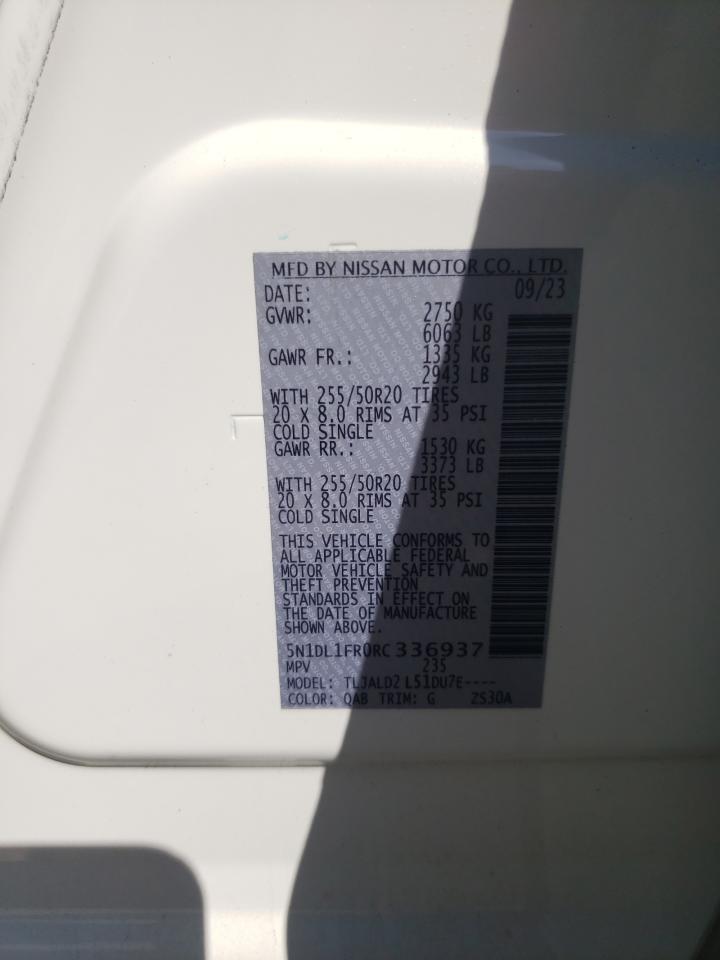 MFD BY NISSAN MOTOR CO., LTD.
DATE: 09/23
GVWR: 2750 KG
6063 LB
GAWR FR.: 1335 KG
2943 LB
WITH 255/50R20 TIRES
20 X 8.0 RIMS AT 35 PSI
COLD SINGLE
GAWR RR.: 1530 KG
3373 LB
WITH 255/50R20 TIRES
20 X 8.0 RIMS AT 35 PSI
COLD SINGLE
THIS VEHICLE CONFORMS TO
ALL APPLICABLE FEDERAL
MOTOR VEHICLE SAFETY AND
THEFT PREVENTION
STANDARDS IN EFFECT ON
THE DATE OF MANUFACTURE
SHOWN ABOVE.
5N1DL1FR0RC336937
MPV 235
MODEL: TLJALD2 L51DU7E----
COLOR: QAB TRIM: G ZS30A